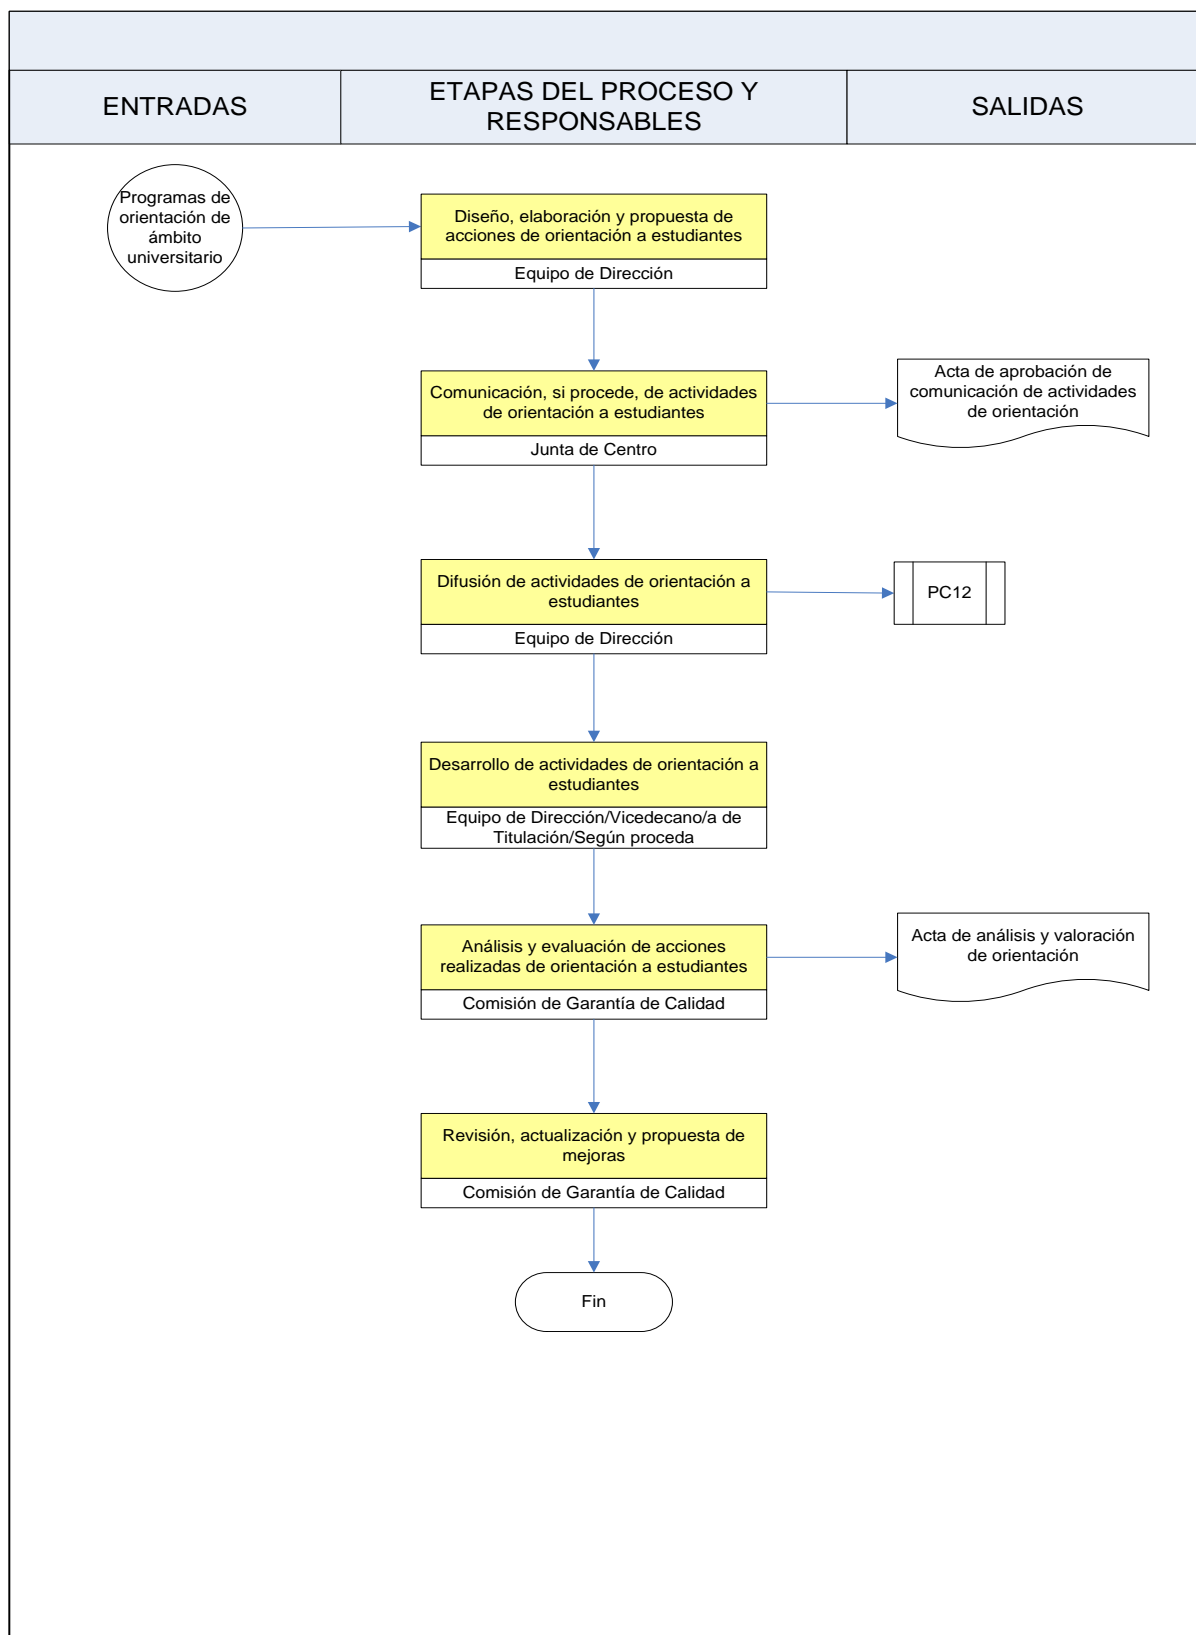 ENTRADAS
ETAPAS DEL PROCESO Y
RESPONSABLES
SALIDAS
Programas de
orientación de
ámbito
universitario
Diseño, elaboración y propuesta de
acciones de orientación a estudiantes
Equipo de Dirección
Comunicación, si procede, de actividades
de orientación a estudiantes
Junta de Centro
Acta de aprobación de
comunicación de actividades
de orientación
Difusión de actividades de orientación a
estudiantes
Equipo de Dirección
PC12
Desarrollo de actividades de orientación a
estudiantes
Equipo de Dirección/Vicedecano/a de
Titulación/Según proceda
Análisis y evaluación de acciones
realizadas de orientación a estudiantes
Comisión de Garantía de Calidad
Acta de análisis y valoración
de orientación
Revisión, actualización y propuesta de
mejoras
Comisión de Garantía de Calidad
Fin